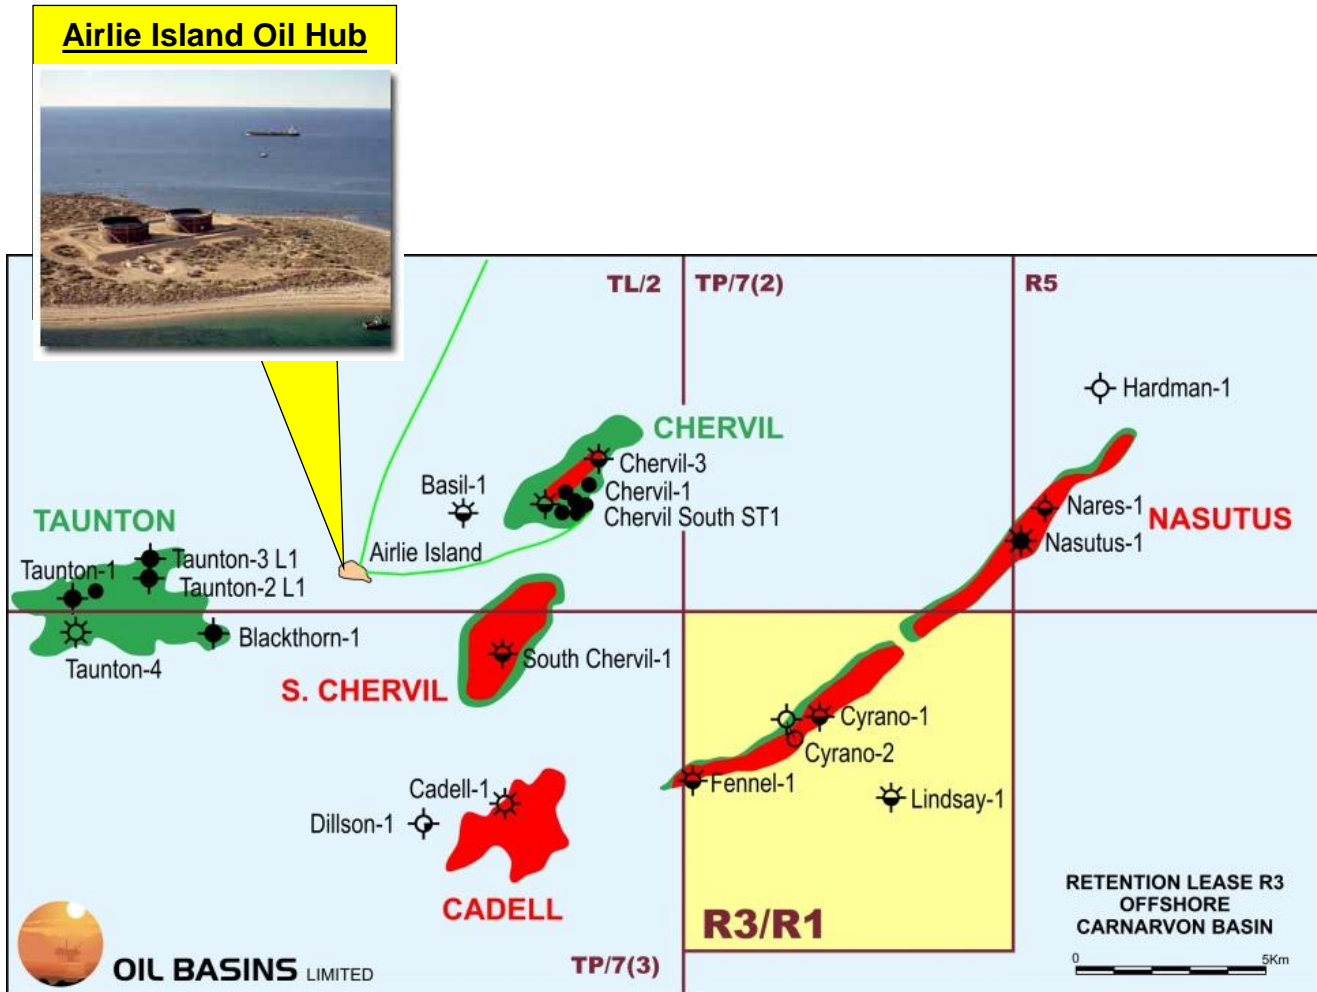 Airlie Island Oil Hub
TL/2
TP/7(2)
R5
Hardman-1
CHERVIL
Chervil-3
Basil-1
Chervil-1
Chervil South ST1
Nares-1
NASUTUS
Nasutus-1
TAUNTON
Airlie Island
Taunton-3 L1
Taunton-1
Taunton-2 L1
Blackthorn-1
Taunton-4
South Chervil-1
S. CHERVIL
Cyrano-1
Cyrano-2
Fennel-1
Cadell-1
Lindsay-1
Dillson-1
CADELL
R3/R1
RETENTION LEASE R3
OFFSHORE
CARNARVON BASIN
0 5Km
TP/7(3)
OIL BASINS LIMITED